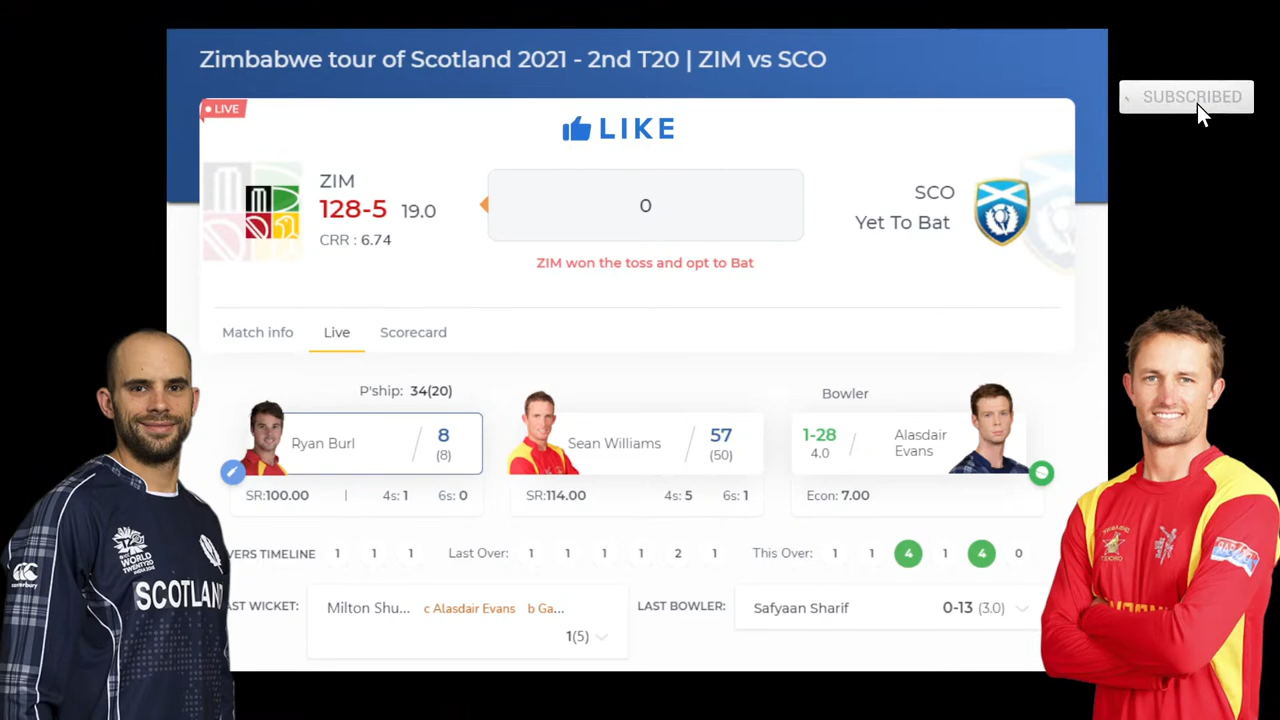 Zimbabwe tour of Scotland 2021 - 2nd T20 | ZIM vs SCO
SUBSCRIBED
LIVE
LIKE
ZIM
128-5 19.0
CRR : 6.74
0
SCO
Yet To Bat
ZIM won the toss and opt to Bat
Match info Live Scorecard
P'ship: 34(20)
Bowler
Ryan Burl 8 (8)
Sean Williams 57 (50)
1-28 4.0 Alasdair Evans
SR:100.00 | 4s: 1 6s: 0
SR:114.00 4s: 5 6s: 1
Econ: 7.00
VERS TIMELINE 1 1 1 Last Over: 1 1 1 1 2 1 This Over: 1 1 4 1 4 0
AST WICKET: Milton Shu... c Alasdair Evans b Ga...
1(5)
LAST BOWLER: Safyaan Sharif 0-13 (3.0)
WORLD
TWENTY20
canterbury
SCOTLAND